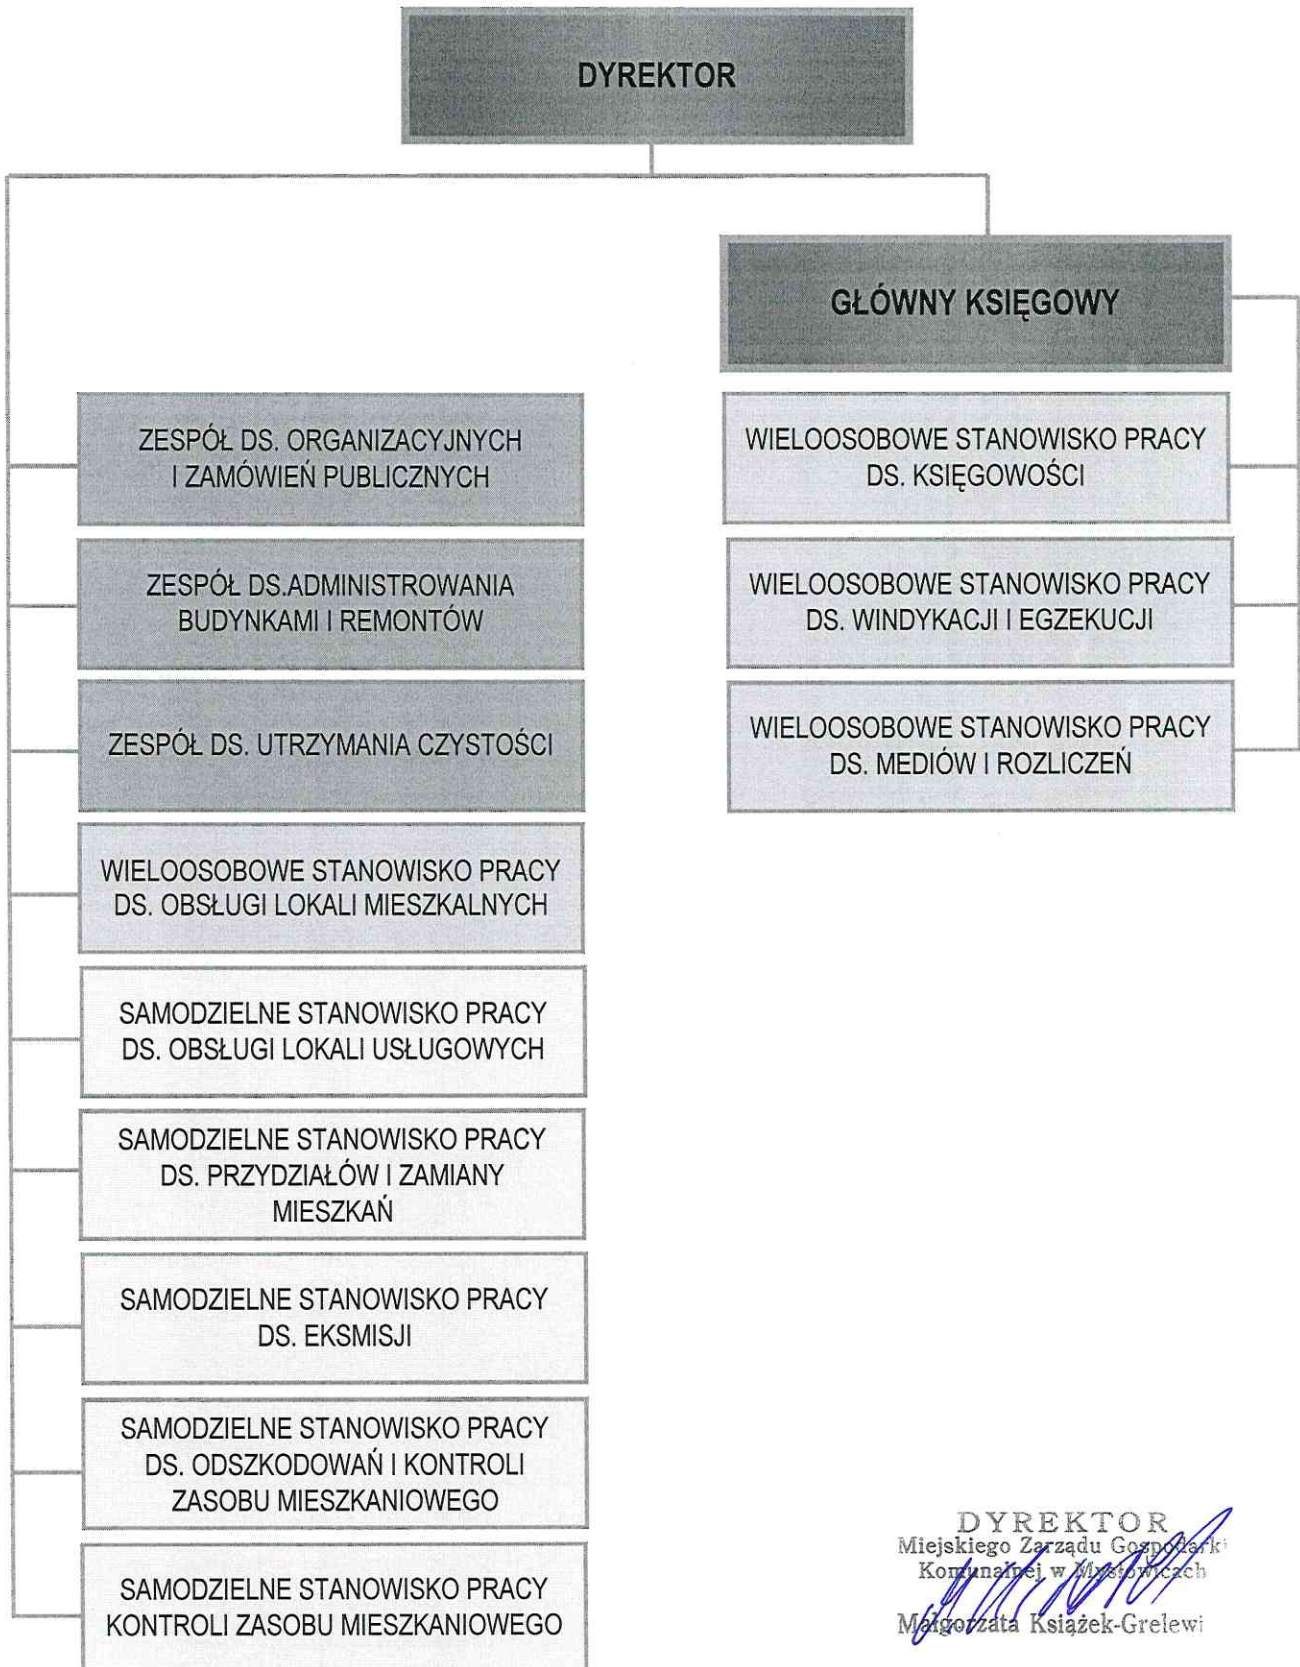 DYREKTOR
GŁÓWNY KSIĘGOWY
ZESPÓŁ DS. ORGANIZACYJNYCH
I ZAMÓWIEŃ PUBLICZNYCH
ZESPÓŁ DS.ADMINISTROWANIA
BUDYNKAMI I REMONTÓW
ZESPÓŁ DS. UTRZYMANIA CZYSTOŚCI
WIELOOSOBOWE STANOWISKO PRACY
DS. OBSŁUGI LOKALI MIESZKALNYCH
SAMODZIELNE STANOWISKO PRACY
DS. OBSŁUGI LOKALI USŁUGOWYCH
SAMODZIELNE STANOWISKO PRACY
DS. PRZYDZIAŁÓW I ZAMIANY
MIESZKAŃ
SAMODZIELNE STANOWISKO PRACY
DS. EKSMISJI
SAMODZIELNE STANOWISKO PRACY
DS. ODSZKODOWAŃ I KONTROLI
ZASOBU MIESZKANIOWEGO
SAMODZIELNE STANOWISKO PRACY
KONTROLI ZASOBU MIESZKANIOWEGO
WIELOOSOBOWE STANOWISKO PRACY
DS. KSIĘGOWOŚCI
WIELOOSOBOWE STANOWISKO PRACY
DS. WINDYKACJI I EGZEKUCJI
WIELOOSOBOWE STANOWISKO PRACY
DS. MEDIÓW I ROZLICZEŃ
DYREKTOR
Miejskiego Zarządu Gospodarki
Komunalnej w Mysłowicach
Małgorzata Książek-Grelewi